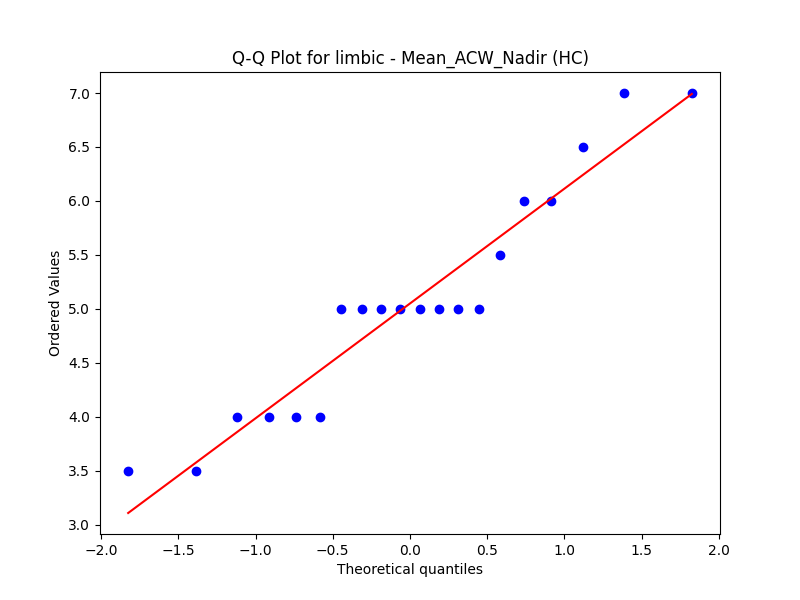 Q-Q Plot for limbic - Mean_ACW_Nadir (HC)
Ordered Values
7.0
6.5
6.0
5.5
5.0
4.5
4.0
3.5
3.0
−2.0 −1.5 −1.0 −0.5 0.0 0.5 1.0 1.5 2.0
Theoretical quantiles